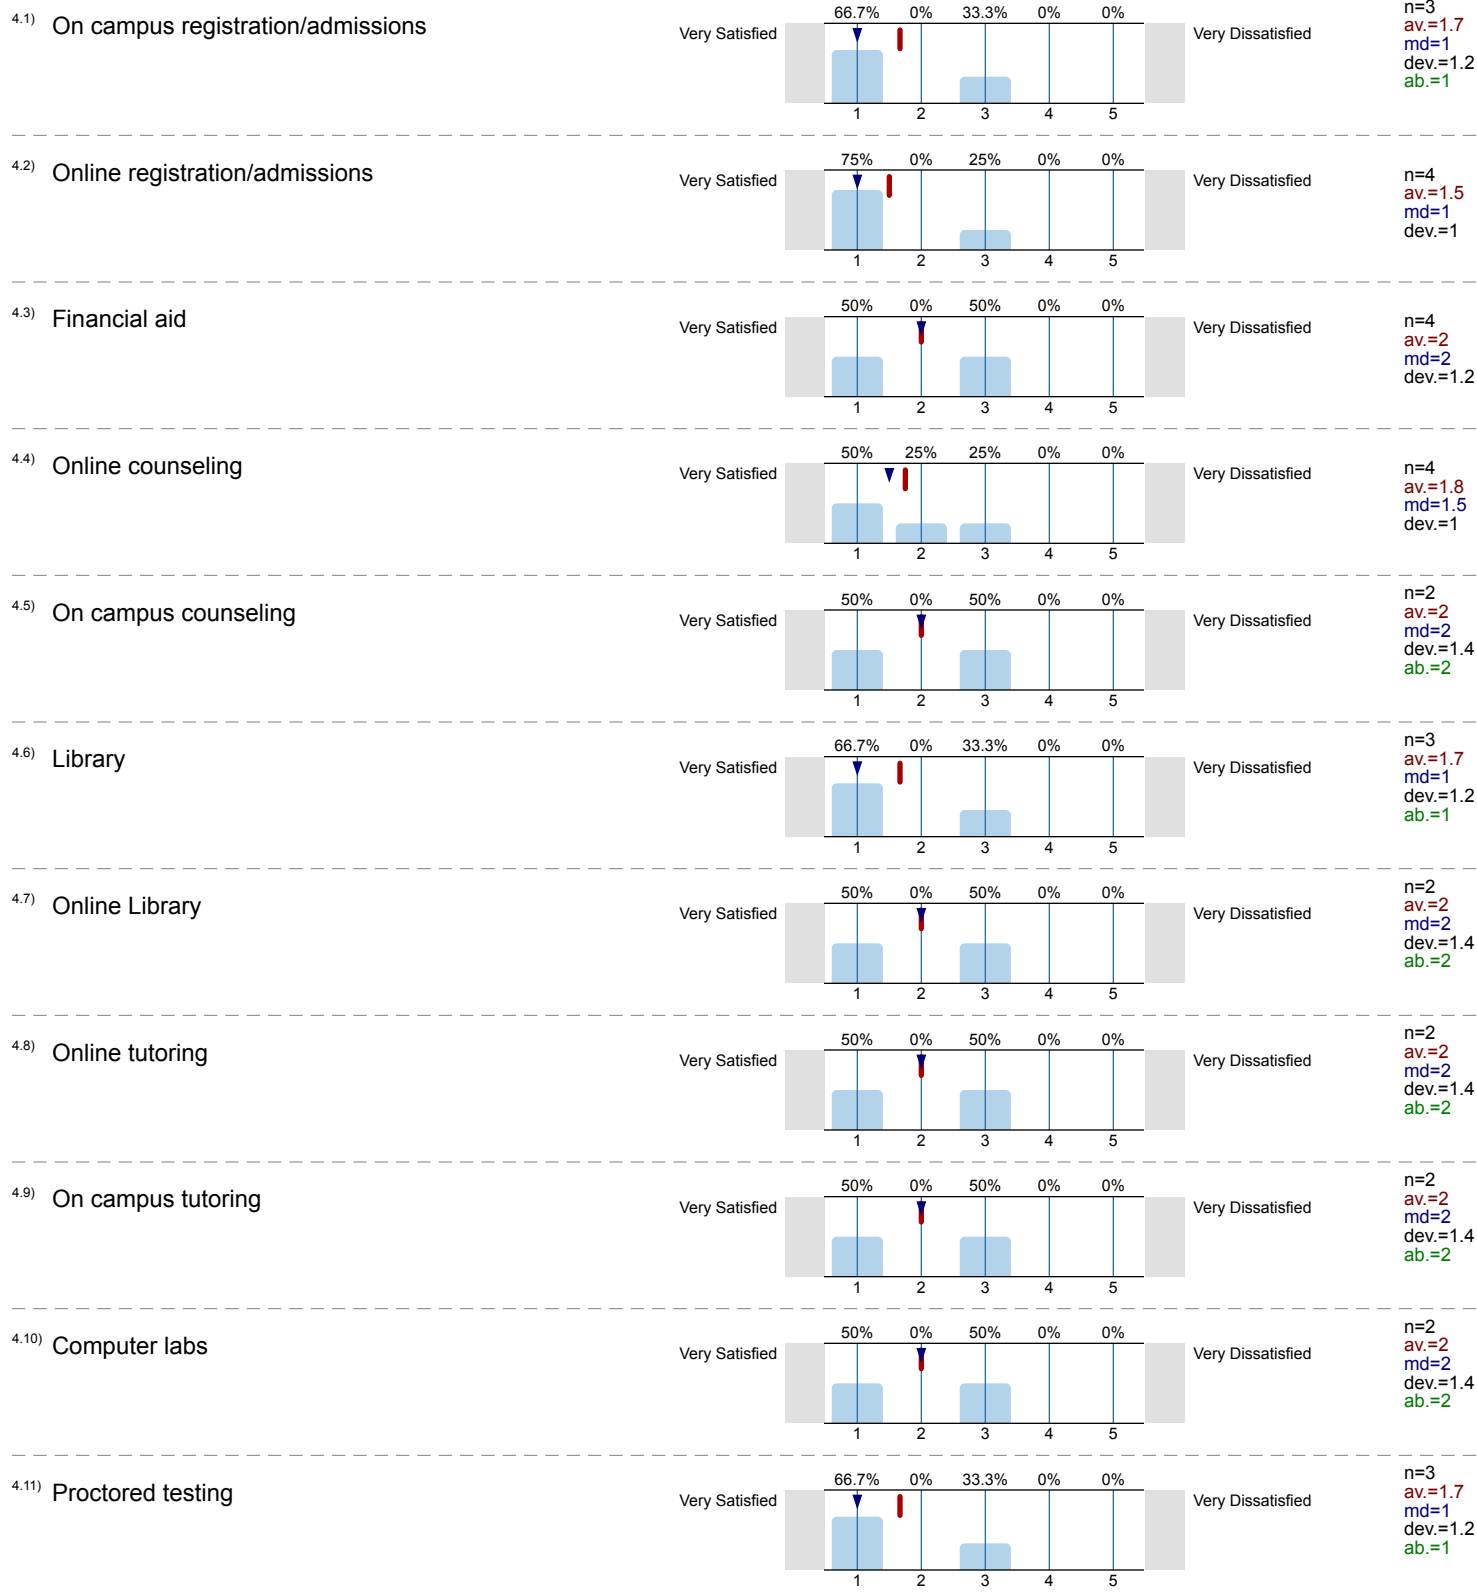 4.1) On campus registration/admissions
66.7% 0% 33.3% 0% 0%
Very Satisfied Very Dissatisfied
1 2 3 4 5
n=3
av.=1.7
md=1
dev.=1.2
ab.=1
4.2) Online registration/admissions
75% 0% 25% 0% 0%
Very Satisfied Very Dissatisfied
1 2 3 4 5
n=4
av.=1.5
md=1
dev.=1
4.3) Financial aid
50% 0% 50% 0% 0%
Very Satisfied Very Dissatisfied
1 2 3 4 5
n=4
av.=2
md=2
dev.=1.2
4.4) Online counseling
50% 25% 25% 0% 0%
Very Satisfied Very Dissatisfied
1 2 3 4 5
n=4
av.=1.8
md=1.5
dev.=1
4.5) On campus counseling
50% 0% 50% 0% 0%
Very Satisfied Very Dissatisfied
1 2 3 4 5
n=2
av.=2
md=2
dev.=1.4
ab.=2
4.6) Library
66.7% 0% 33.3% 0% 0%
Very Satisfied Very Dissatisfied
1 2 3 4 5
n=3
av.=1.7
md=1
dev.=1.2
ab.=1
4.7) Online Library
50% 0% 50% 0% 0%
Very Satisfied Very Dissatisfied
1 2 3 4 5
n=2
av.=2
md=2
dev.=1.4
ab.=2
4.8) Online tutoring
50% 0% 50% 0% 0%
Very Satisfied Very Dissatisfied
1 2 3 4 5
n=2
av.=2
md=2
dev.=1.4
ab.=2
4.9) On campus tutoring
50% 0% 50% 0% 0%
Very Satisfied Very Dissatisfied
1 2 3 4 5
n=2
av.=2
md=2
dev.=1.4
ab.=2
4.10) Computer labs
50% 0% 50% 0% 0%
Very Satisfied Very Dissatisfied
1 2 3 4 5
n=2
av.=2
md=2
dev.=1.4
ab.=2
4.11) Proctored testing
66.7% 0% 33.3% 0% 0%
Very Satisfied Very Dissatisfied
1 2 3 4 5
n=3
av.=1.7
md=1
dev.=1.2
ab.=1